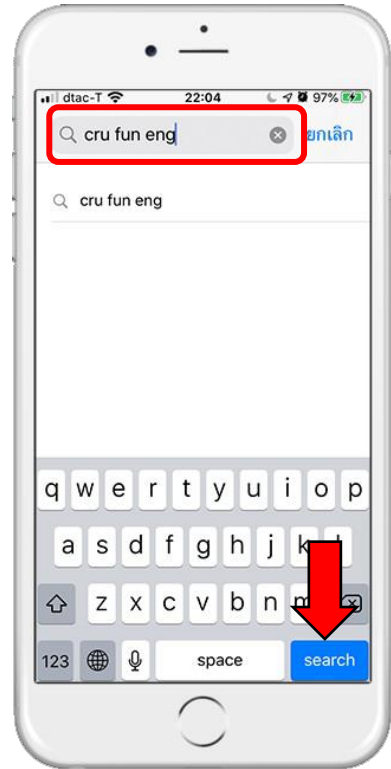 dtac-T 22:04 97%
cru fun eng ยกเลิก
cru fun eng
q w e r t y u i o p
a s d f g h j k l
z x c v b n m
123 space search